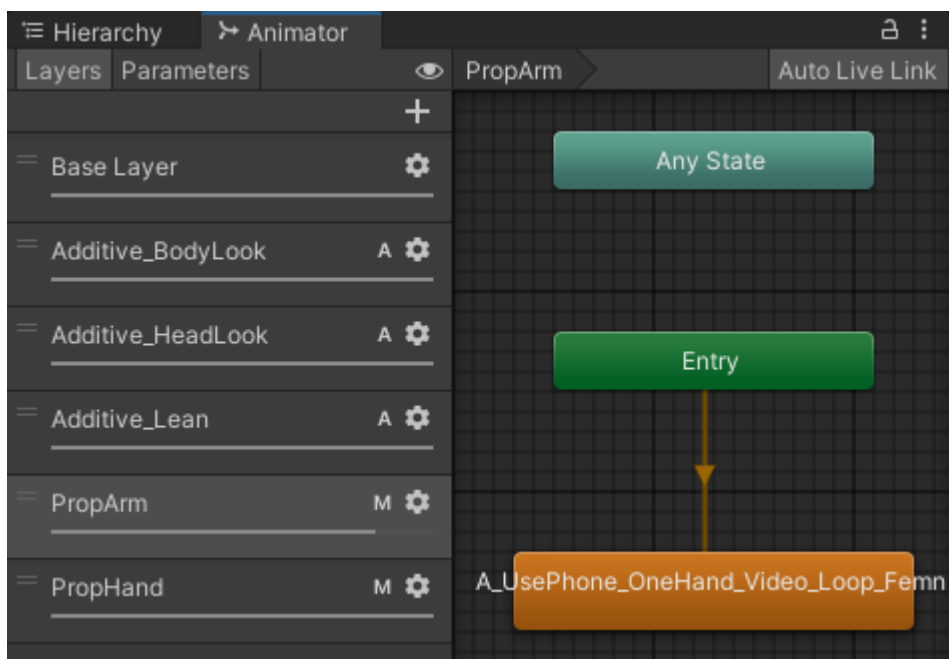 Hierarchy Animator
Layers Parameters PropArm Auto Live Link
Base Layer
Additive_BodyLook A
Additive_HeadLook A
Additive_Lean A
PropArm M
PropHand M
Any State
Entry
A_UsePhone_OneHand_Video_Loop_Femn